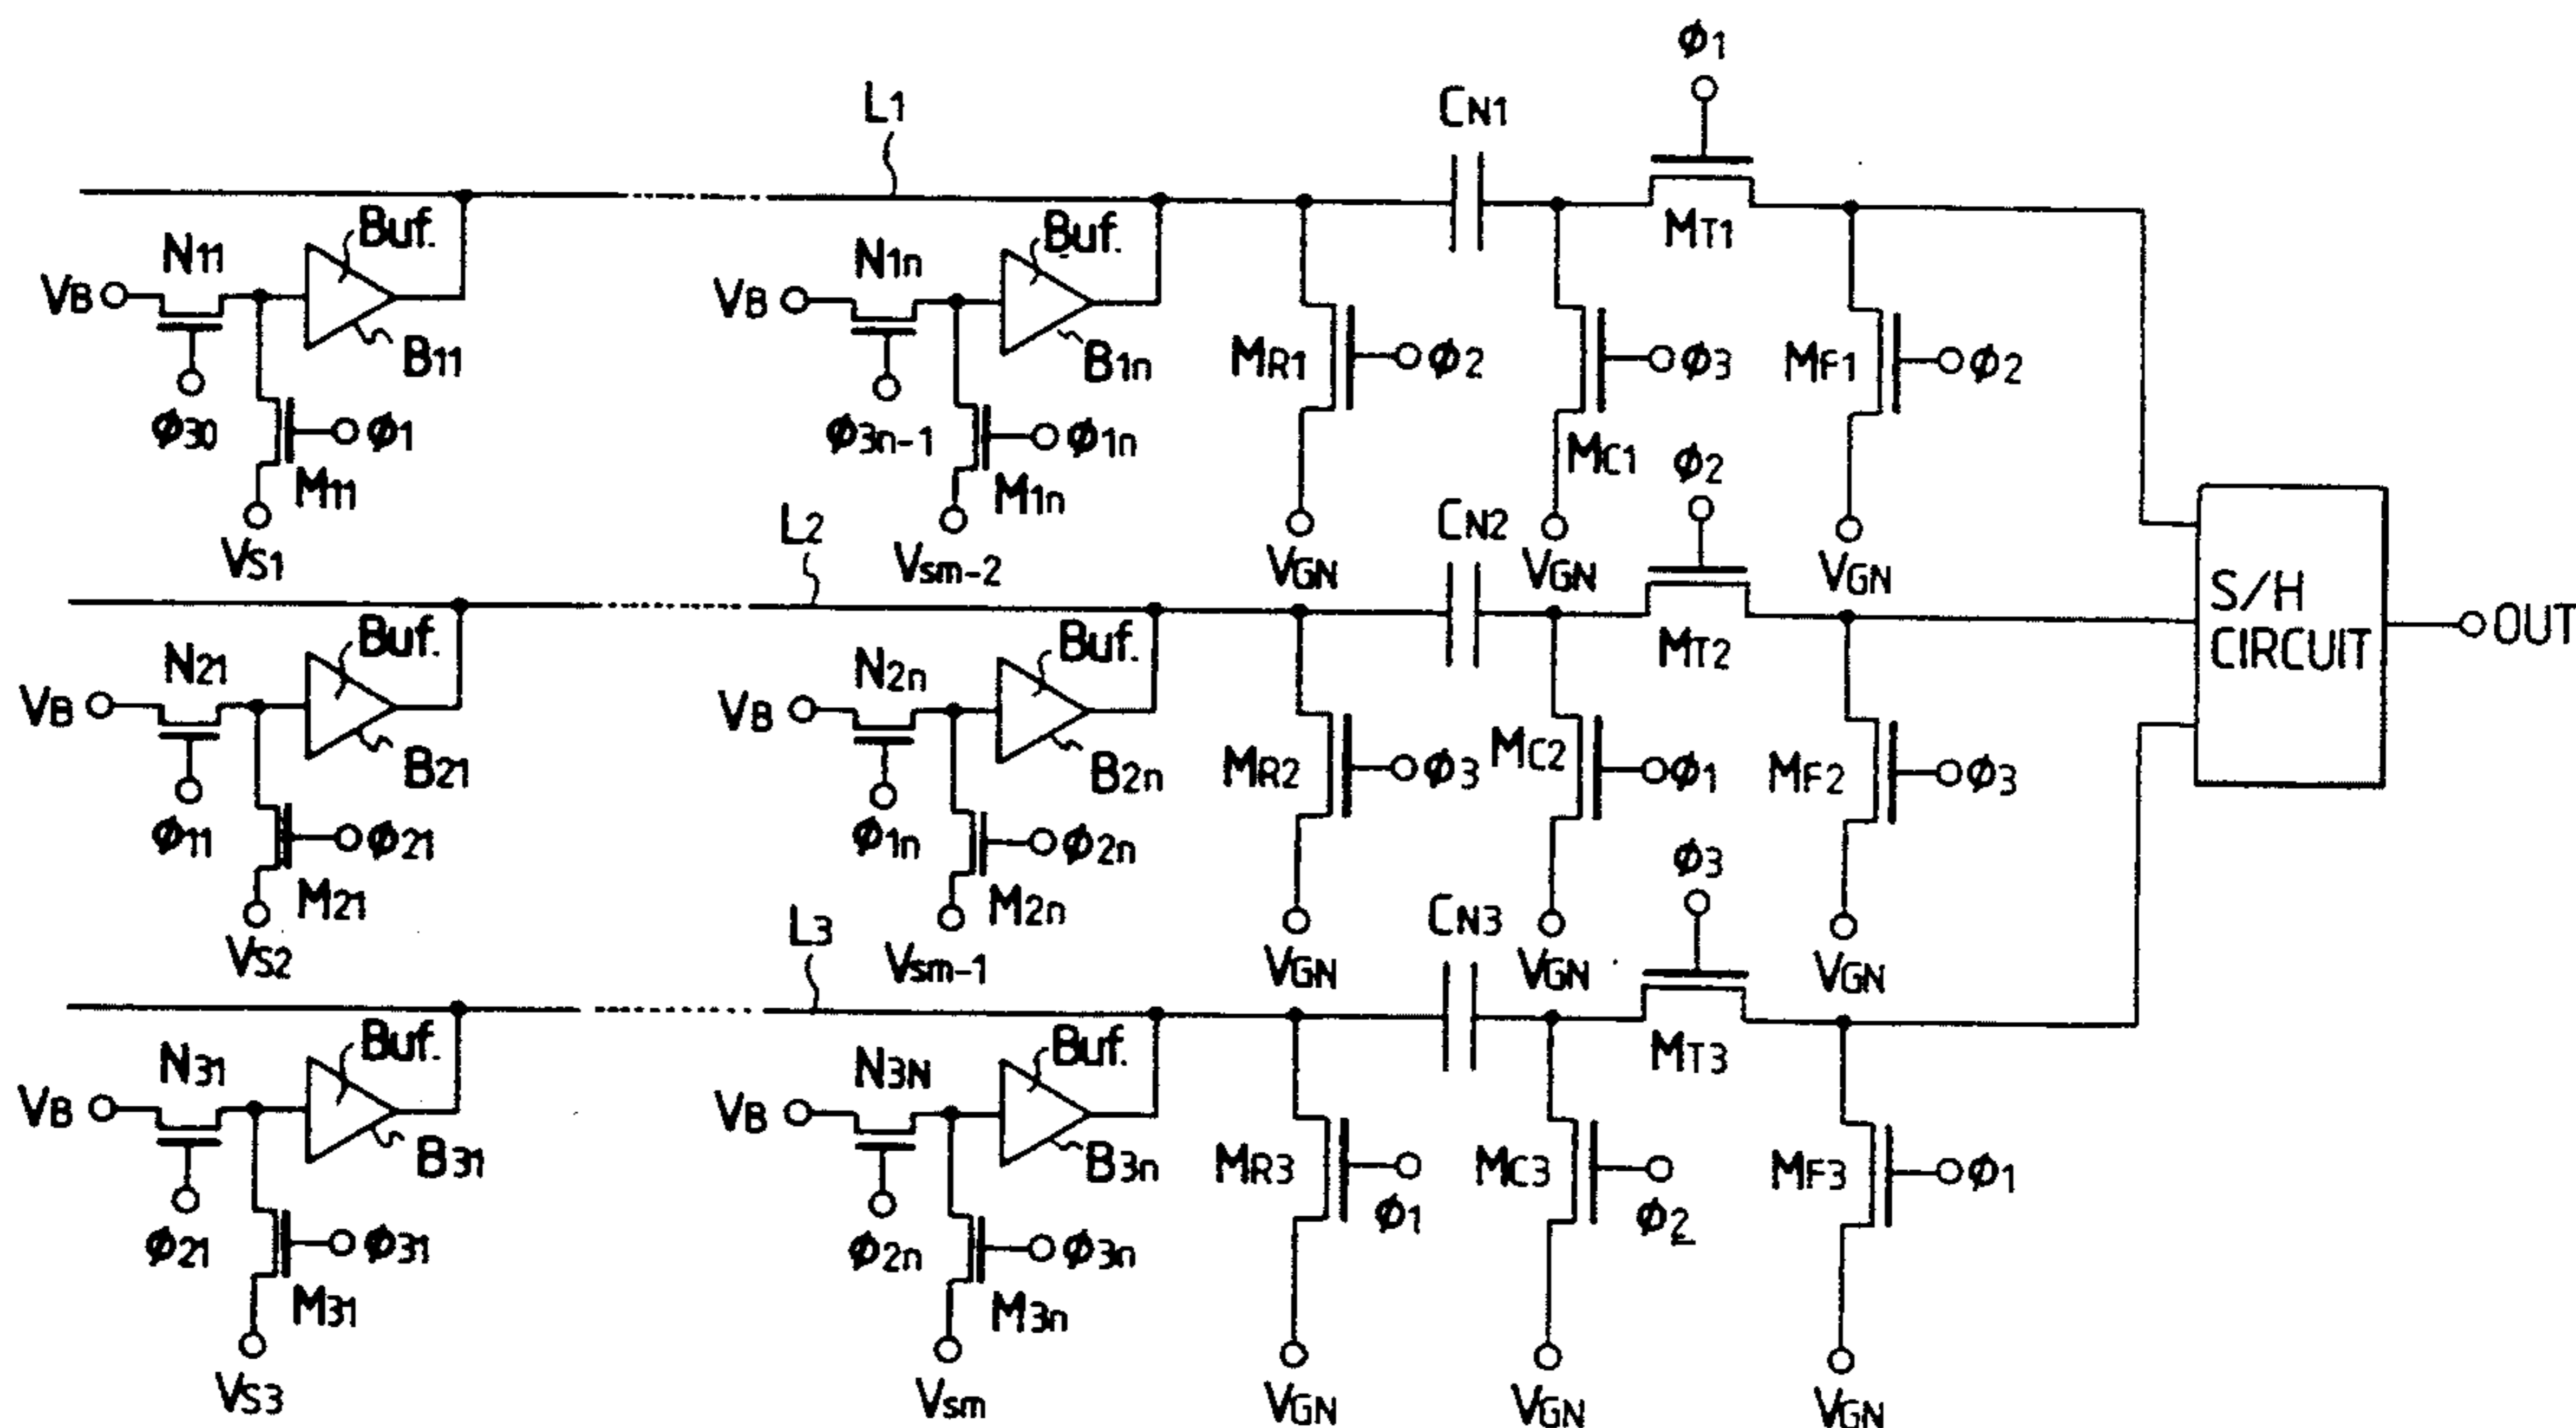 ϕ1
L1
CN1
N11
Buf.
N1n
Buf.
MT1
VB
VB
B11
B1n
MR1
ϕ2
ϕ3
MF1
ϕ2
ϕ30
ϕ1
ϕ3n-1
ϕ1n
MC1
M11
M1n
ϕ2
VS1
L2
Vsm-2
VGN
CN2
VGN
VGN
S/H
CIRCUIT
OUT
N21
Buf.
N2n
Buf.
MT2
VB
VB
B21
B2n
MR2
ϕ3
MC2
ϕ1
MF2
ϕ3
ϕ11
ϕ21
ϕ1n
ϕ2n
ϕ3
M21
M2n
VS2
L3
Vsm-1
VGN
CN3
VGN
VGN
N31
Buf.
N3N
Buf.
MT3
VB
VB
B31
B3n
MR3
ϕ1
MC3
ϕ2
MF3
ϕ1
ϕ21
ϕ31
ϕ2n
ϕ3n
M31
M3n
VS3
Vsm
VGN
VGN
VGN